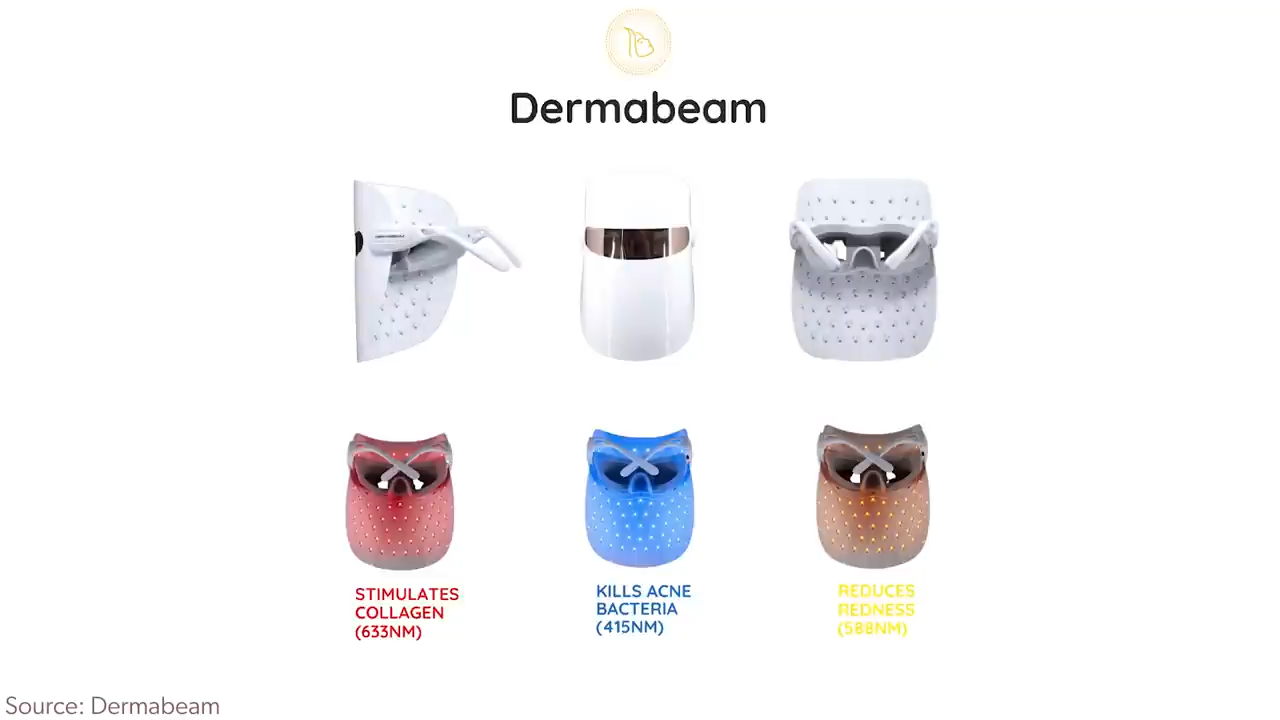 Dermabeam
STIMULATES
COLLAGEN
(633NM)
KILLS ACNE
BACTERIA
(415NM)
REDUCES
REDNESS
(588NM)
Source: Dermabeam